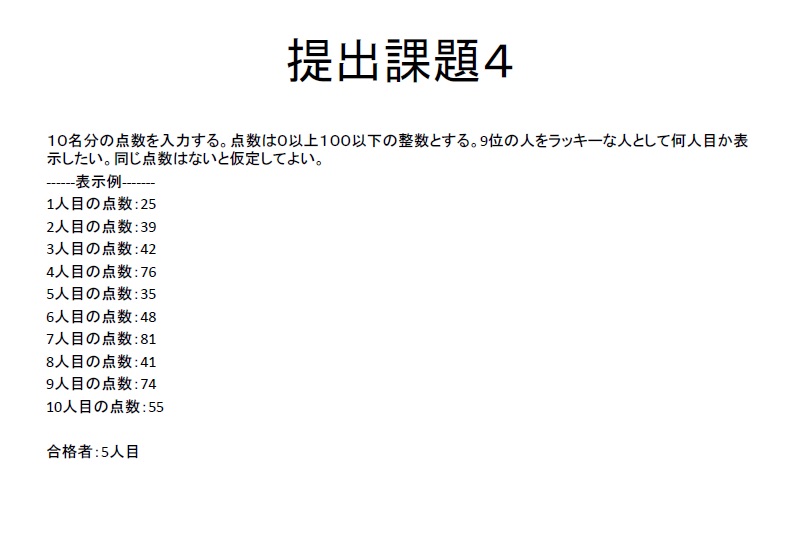 提出課題４
１０名分の点数を入力する。点数は０以上１００以下の整数とする。9位の人をラッキーな人として何人目か表
示したい。同じ点数はないと仮定してよい。
------表示例-------
1人目の点数：25
2人目の点数：39
3人目の点数：42
4人目の点数：76
5人目の点数：35
6人目の点数：48
7人目の点数：81
8人目の点数：41
9人目の点数：74
10人目の点数：55
合格者：5人目